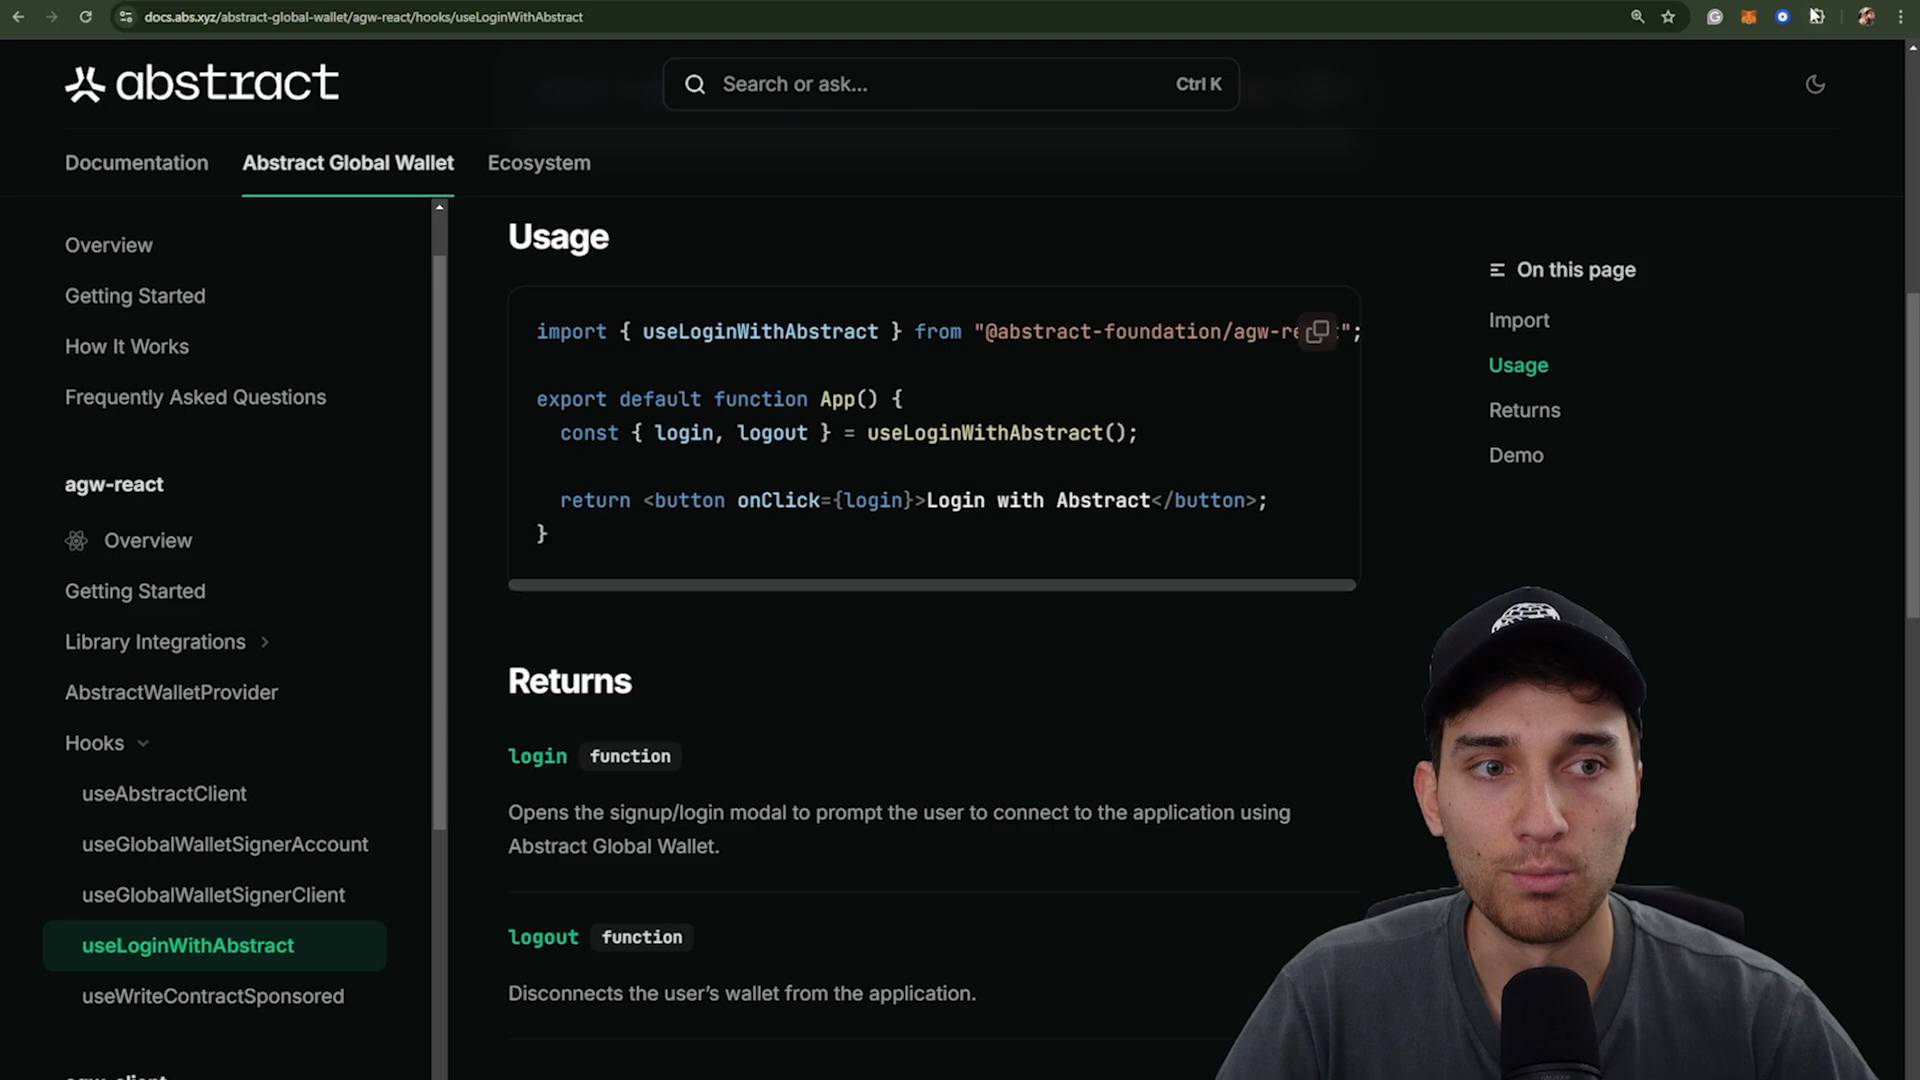 docs.abs.xyz/abstract-global-wallet/agw-react/hooks/useLoginWithAbstract
abstract
Search or ask...
Ctrl K
Documentation
Abstract Global Wallet
Ecosystem
Overview
Getting Started
How It Works
Frequently Asked Questions
agw-react
Overview
Getting Started
Library Integrations
AbstractWalletProvider
Hooks
useAbstractClient
useGlobalWalletSignerAccount
useGlobalWalletSignerClient
useLoginWithAbstract
useWriteContractSponsored
Usage
import { useLoginWithAbstract } from "@abstract-foundation/agw-re";
export default function App() {
const { login, logout } = useLoginWithAbstract();
return <button onClick={login}>Login with Abstract</button>;
}
Returns
login function
Opens the signup/login modal to prompt the user to connect to the application using
Abstract Global Wallet.
logout function
Disconnects the user's wallet from the application.
On this page
Import
Usage
Returns
Demo